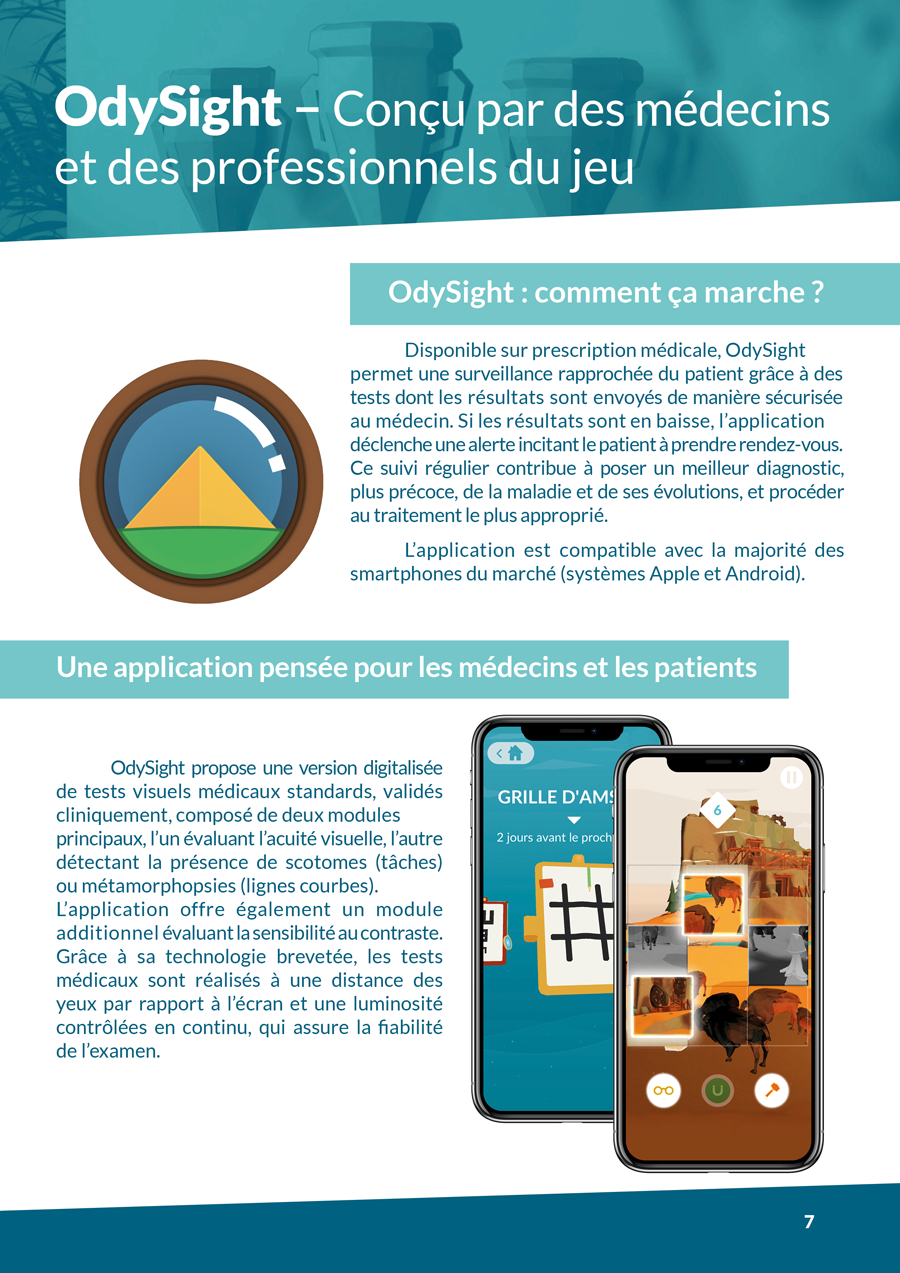 OdySight – Conçu par des médecins
et des professionnels du jeu
OdySight : comment ça marche ?
Disponible sur prescription médicale, OdySight
permet une surveillance rapprochée du patient grâce à des
tests dont les résultats sont envoyés de manière sécurisée
au médecin. Si les résultats sont en baisse, l’application
déclenche une alerte incitant le patient à prendre rendez-vous.
Ce suivi régulier contribue à poser un meilleur diagnostic,
plus précoce, de la maladie et de ses évolutions, et procéder
au traitement le plus approprié.
L’application est compatible avec la majorité des
smartphones du marché (systèmes Apple et Android).
Une application pensée pour les médecins et les patients
OdySight propose une version digitalisée
de tests visuels médicaux standards, validés
cliniquement, composé de deux modules
principaux, l’un évaluant l’acuité visuelle, l’autre
détectant la présence de scotomes (tâches)
ou métamorphopsies (lignes courbes).
L’application offre également un module
additionnel évaluant la sensibilité au contraste.
Grâce à sa technologie brevetée, les tests
médicaux sont réalisés à une distance des
yeux par rapport à l’écran et une luminosité
contrôlées en continu, qui assure la fiabilité
de l’examen.
GRILLE D'AMS
2 jours avant le proch
6
U
7